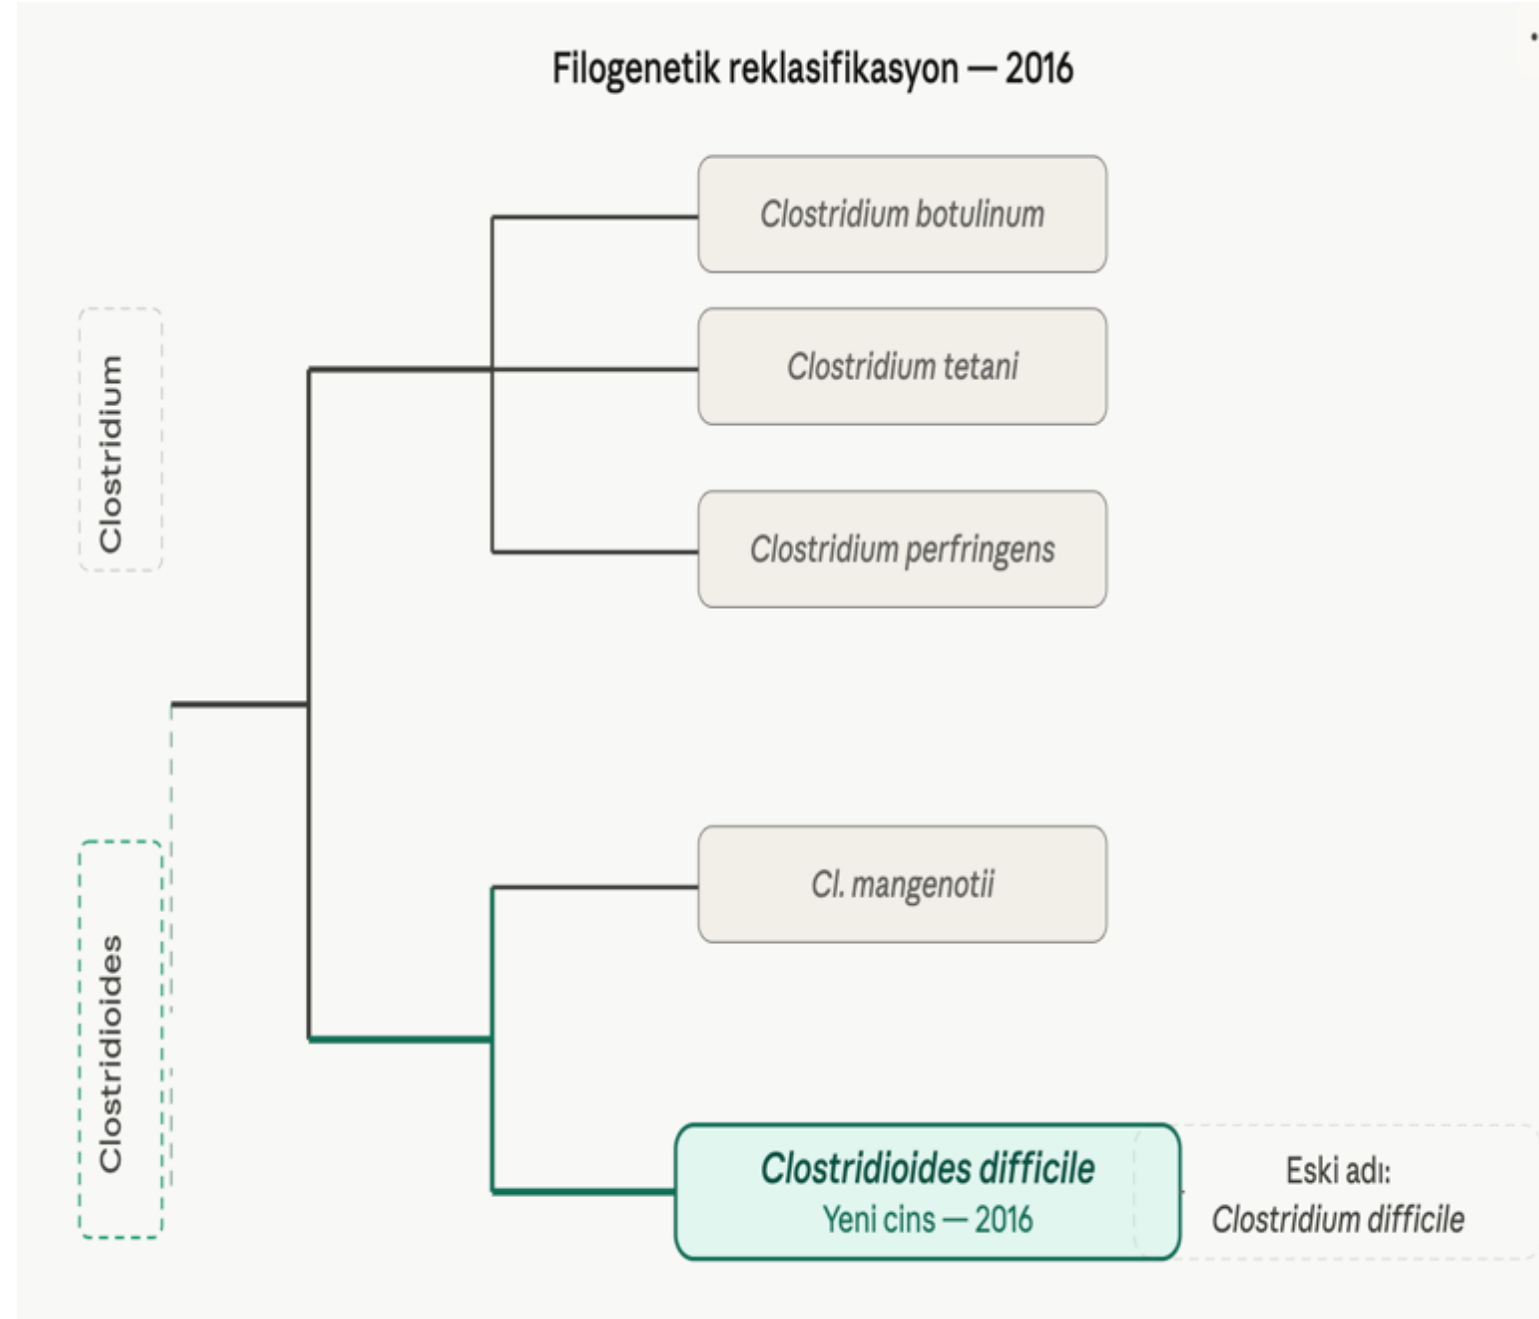 Filogenetik reklasifikasyon — 2016
Clostridium
Clostridium botulinum
Clostridium tetani
Clostridium perfringens
Clostridioides
Cl. mangenotii
Clostridioides difficile
Yeni cins — 2016
Eski adı:
Clostridium difficile